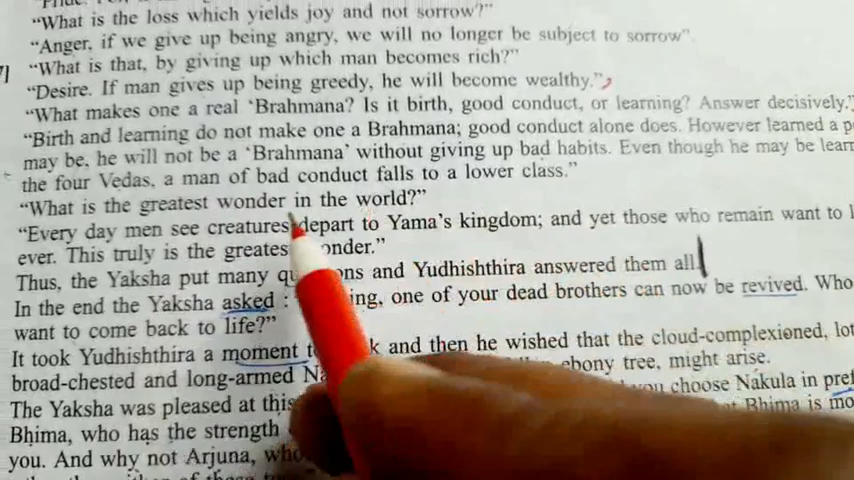 "What is the loss which yields joy and not sorrow?"
"Anger, if we give up being angry, we will no longer be subject to sorrow".
"What is that, by giving up which man becomes rich?"
"Desire. If man gives up being greedy, he will become wealthy."
"What makes one a real 'Brahmana? Is it birth, good conduct, or learning? Answer decisively."
"Birth and learning do not make one a Brahmana; good conduct alone does. However learned a
may be, he will not be a 'Brahmana' without giving up bad habits. Even though he may be
the four Vedas, a man of bad conduct falls to a lower class."
"What is the greatest wonder in the world?"
"Every day men see creatures depart to Yama's kingdom; and yet those who remain want to
ever. This truly is the
Thus, the Yaksha put many and Yudhishthira answered them all.
In the end the Yaksha asked : one of your dead brothers can now be revived. Who
want to come back to life?"
It took Yudhishthira a moment and then he wished that the cloud-complexioned,
broad-chested and long-armed ebony tree, might arise.
The Yaksha was pleased at this you choose Nakula in
Bhima, who has the strength Bhima is
you. And why not Arjuna,